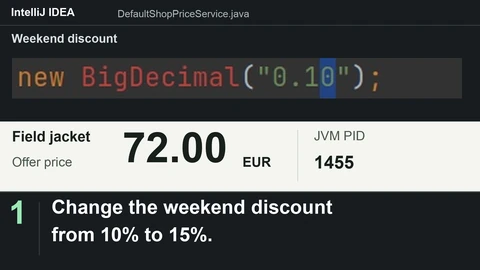 IntelliJ IDEA DefaultShopPriceService.java
Weekend discount
new BigDecimal("0.10");
Field jacket
Offer price
72.00 EUR
JVM PID
1455
1
Change the weekend discount
from 10% to 15%.